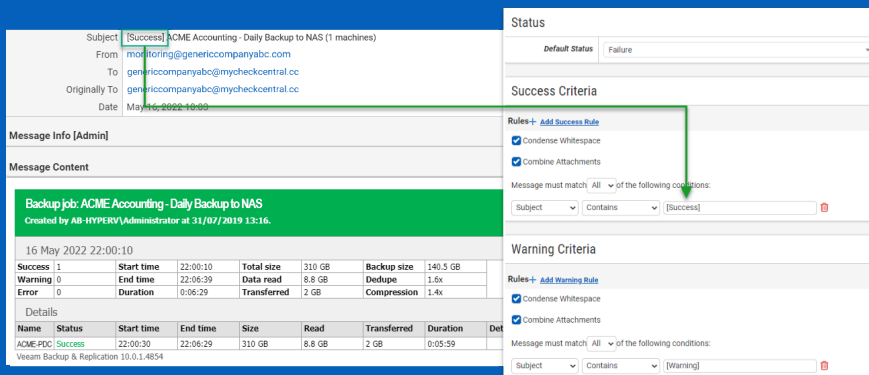 Subject [Success] ACME Accounting - Daily Backup to NAS (1 machines)
From monitoring@genericcompanyabc.com
To genericcompanyabc@mycheckcentral.cc
Originally To genericcompanyabc@mycheckcentral.cc
Date May 16, 2022 10:03
Message Info [Admin]
Message Content
Backup job: ACME Accounting - Daily Backup to NAS
Created by AB-HYPERV\Administrator at 31/07/2019 13:16.
16 May 2022 22:00:10
Success 1 Start time 22:00:10 Total size 310 GB Backup size 140.5 GB
Warning 0 End time 22:06:39 Data read 8.8 GB Dedupe 1.6x
Error 0 Duration 0:06:29 Transferred 2 GB Compression 1.4x
Details
Name Status Start time End time Size Read Transferred Duration Det
ACME-PDC Success 22:00:30 22:06:29 310 GB 8.8 GB 2 GB 0:05:59
Veeam Backup & Replication 10.0.1.4854
Status
Default Status Failure
Success Criteria
Rules+ Add Success Rule
Condense Whitespace
Combine Attachments
Message must match All of the following conditions:
Subject Contains [Success]
Warning Criteria
Rules+ Add Warning Rule
Condense Whitespace
Combine Attachments
Message must match All of the following conditions:
Subject Contains [Warning]